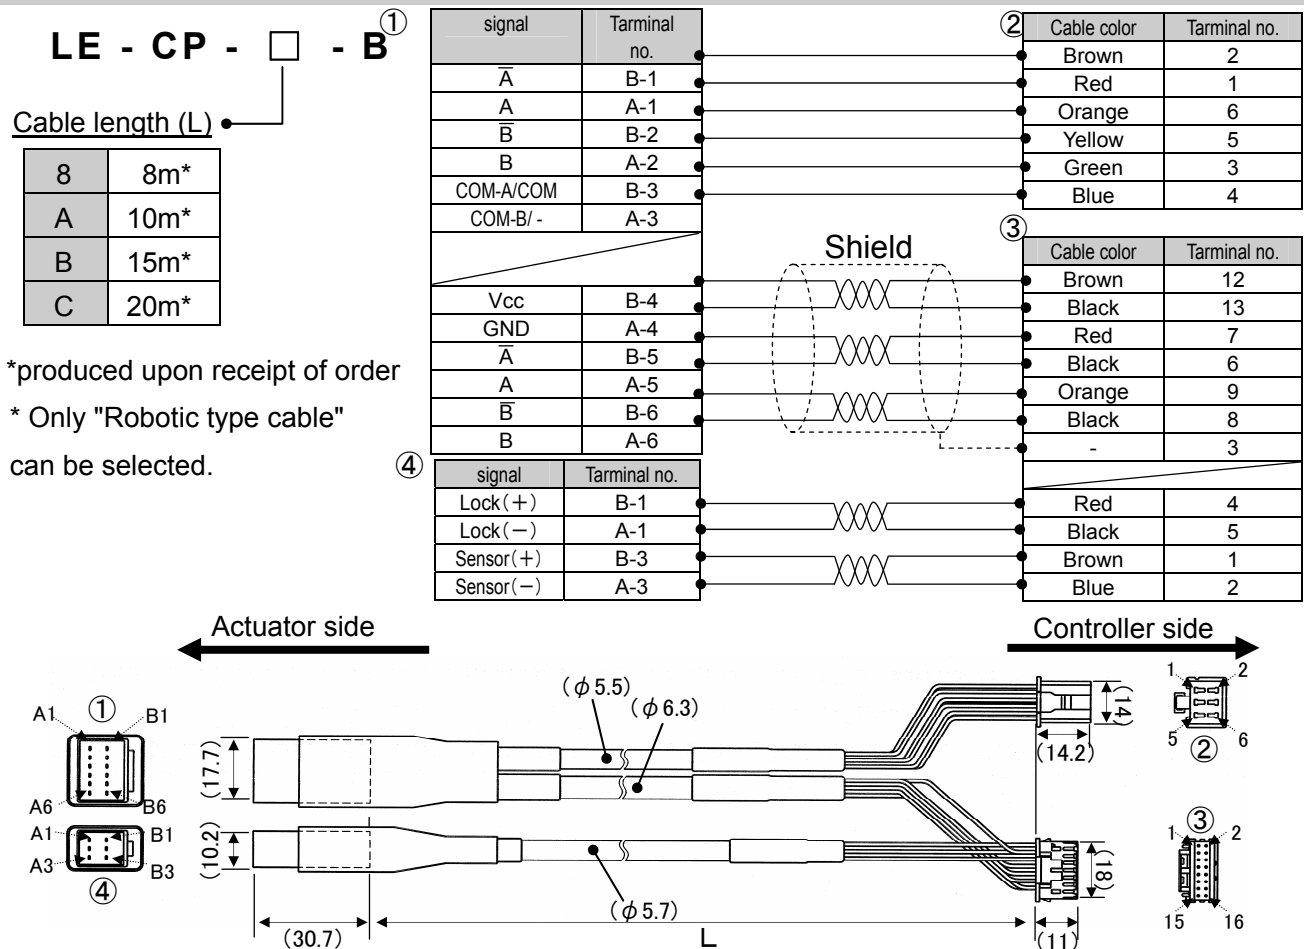 LE - CP - □ - B
Cable length (L)
8 8m*
A 10m*
B 15m*
C 20m*
*produced upon receipt of order
* Only "Robotic type cable"
can be selected.
①
signal Tarminal no.
A̅ B-1
A A-1
B̅ B-2
B A-2
COM-A/COM B-3
COM-B/ - A-3
Vcc B-4
GND A-4
A̅ B-5
A A-5
B̅ B-6
B A-6
④
signal Tarminal no.
Lock(+) B-1
Lock(−) A-1
Sensor(+) B-3
Sensor(−) A-3
Shield
②
Cable color Tarminal no.
Brown 2
Red 1
Orange 6
Yellow 5
Green 3
Blue 4
③
Cable color Tarminal no.
Brown 12
Black 13
Red 7
Black 6
Orange 9
Black 8
- 3
Red 4
Black 5
Brown 1
Blue 2
Actuator side
Controller side
A1 ① B1
A6 B6
A1 B1
A3 B3
④
(17.7)
(10.2)
(30.7)
(φ5.5)
(φ6.3)
(φ5.7)
L
(14)
(14.2)
(18)
(11)
1 2
5 ② 6
1 ③ 2
15 16